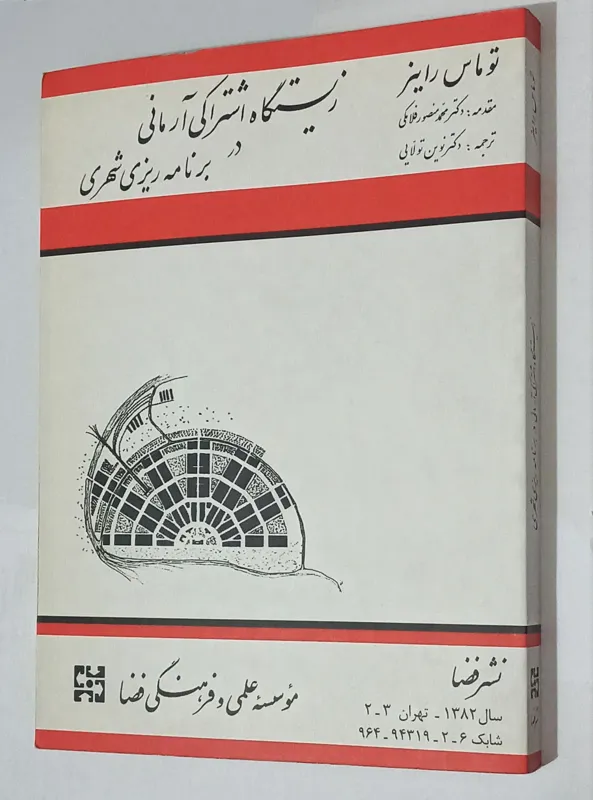 توماس راینر
مقدمه: دکتر محمد منصور فلامکی
ترجمه: دکتر نوین تولایی
زیستگاه اشتراکی آرمانی
در
برنامه ریزی شهری
نشر فضا
سال ۱۳۸۲ - تهران ۳-۲
شابک ۶-۲-۹۴۳۱۹-۹۶۴
مؤسسهٔ علمی و فرهنگی فضا